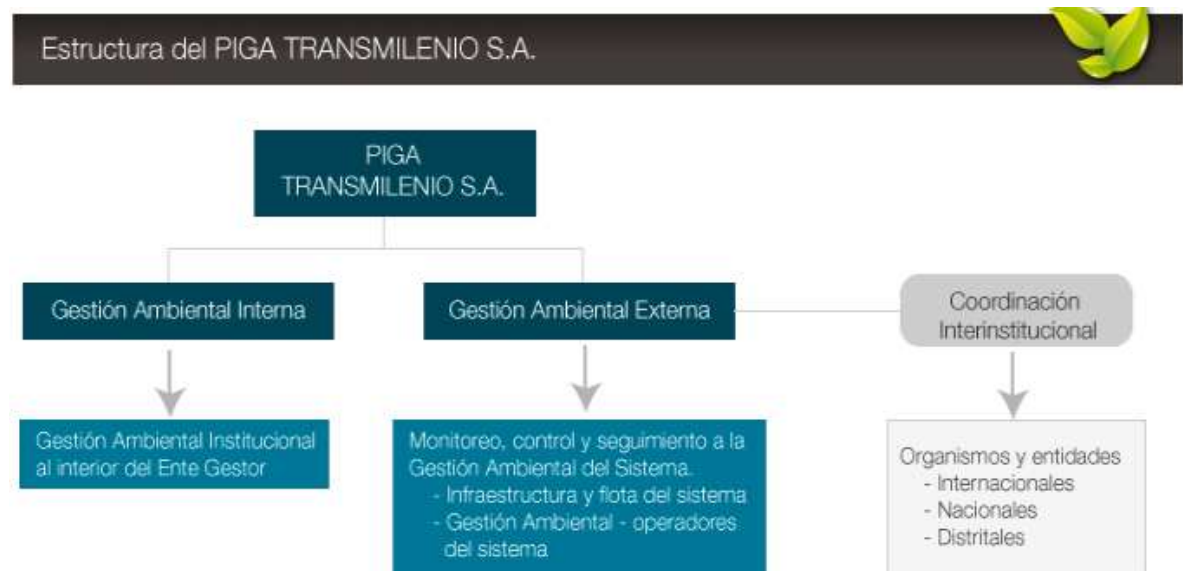 Estructura del PIGA TRANSMILENIO S.A.
PIGA
TRANSMILENIO S.A.
Gestión Ambiental Interna
Gestión Ambiental Externa
Coordinación
Interinstitucional
Gestión Ambiental Institucional
al interior del Ente Gestor
Monitoreo, control y seguimiento a la
Gestión Ambiental del Sistema.
- Infraestructura y flota del sistema
- Gestión Ambiental - operadores
del sistema
Organismos y entidades
- Internacionales
- Nacionales
- Distritales